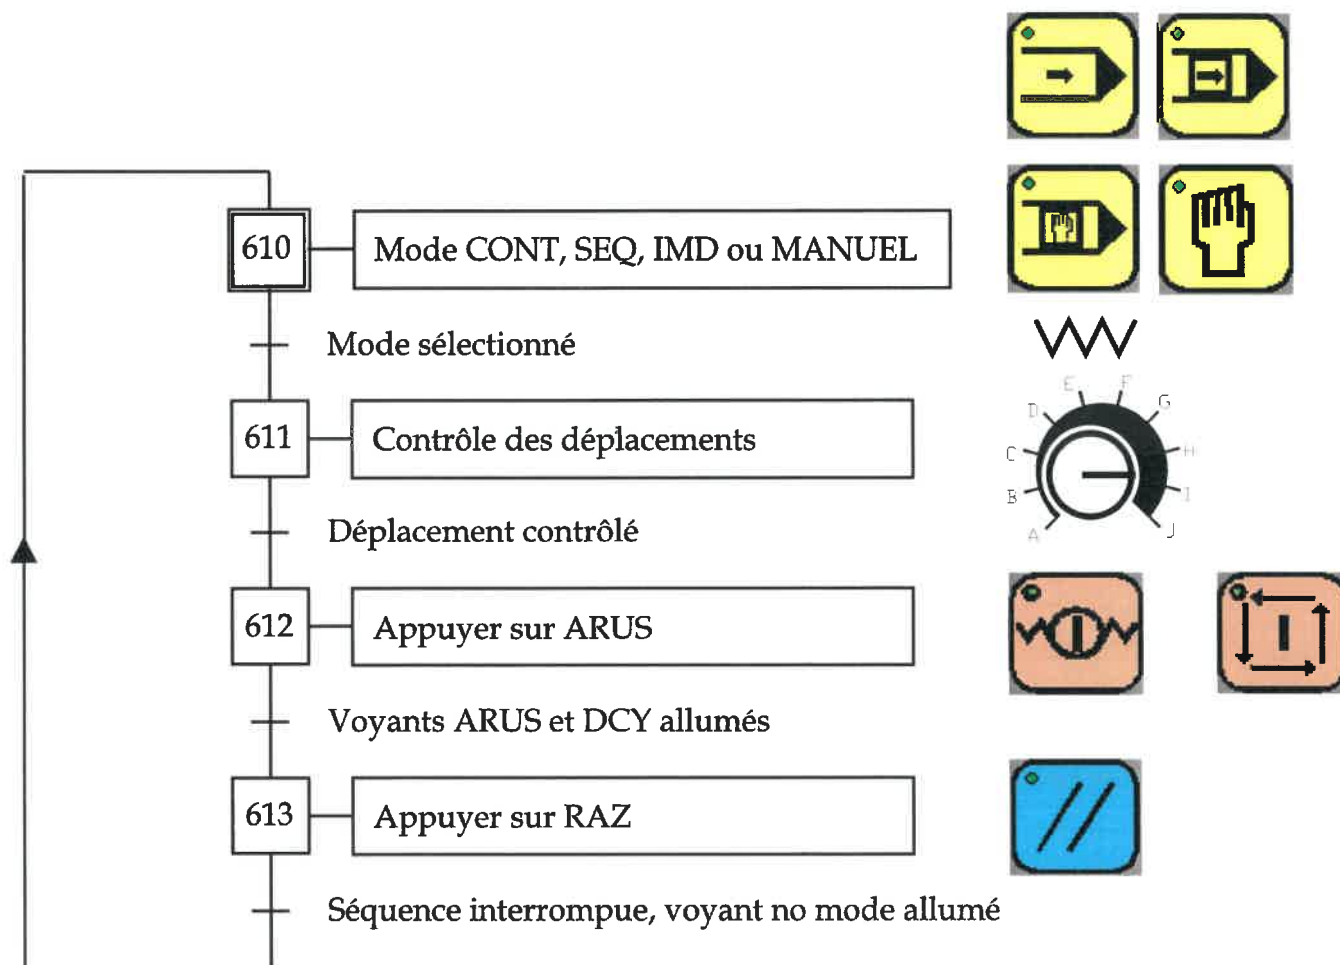 610
Mode CONT, SEQ, IMD ou MANUEL
Mode sélectionné
611
Contrôle des déplacements
E F
D G
C H
B I
A J
Déplacement contrôlé
612
Appuyer sur ARUS
Voyants ARUS et DCY allumés
613
Appuyer sur RAZ
Séquence interrompue, voyant no mode allumé